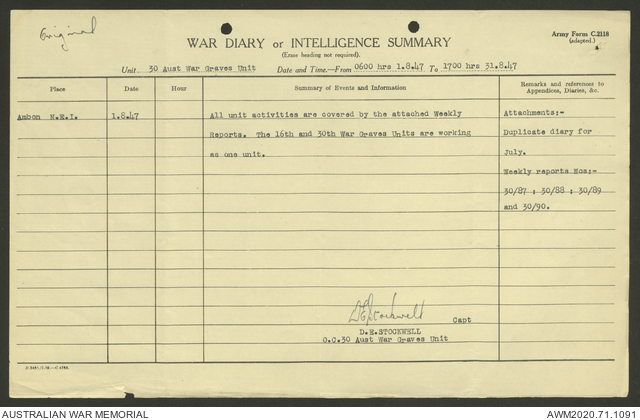 Original
Army Form C.2118
(adapted.)
WAR DIARY or INTELLIGENCE SUMMARY
(Erase heading not required).
Unit 30 Aust War Graves Unit Date and Time.—From 0600 hrs 1.8.47 To 1700 hrs 31.8.47
Place Date Hour Summary of Events and Information Remarks and references to Appendices, Diaries, &c.
Ambon N.E.I. 1.8.47 All unit activities are covered by the attached Weekly
Reports. The 16th and 30th War Graves Units are working
as one unit.
Attachments:-
Duplicate diary for
July.
Weekly reports Nos:-
30/87 : 30/88 : 30/89
and 30/90.
D E Stockwell Capt
D.E.STOCKWELL
O.C.30 Aust War Graves Unit
AUSTRALIAN WAR MEMORIAL AWM2020.71.1091